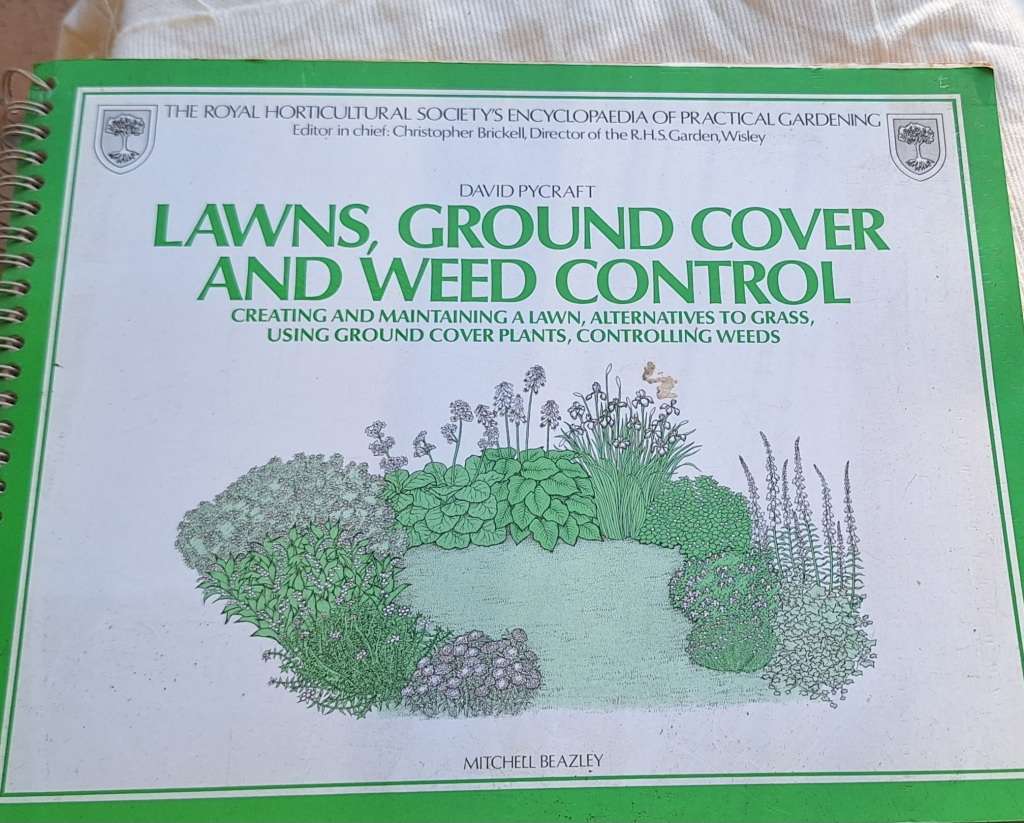 THE ROYAL HORTICULTURAL SOCIETY'S ENCYCLOPAEDIA OF PRACTICAL GARDENING
Editor in chief: Christopher Brickell, Director of the R.H.S. Garden, Wisley
DAVID PYCRAFT
LAWNS, GROUND COVER
AND WEED CONTROL
CREATING AND MAINTAINING A LAWN, ALTERNATIVES TO GRASS,
USING GROUND COVER PLANTS, CONTROLLING WEEDS
MITCHELL BEAZLEY